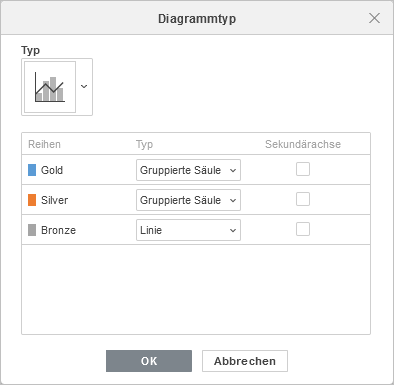 Diagrammtyp
Typ
Reihen Typ Sekundärachse
Gold Gruppierte Säule
Silver Gruppierte Säule
Bronze Linie
OK Abbrechen